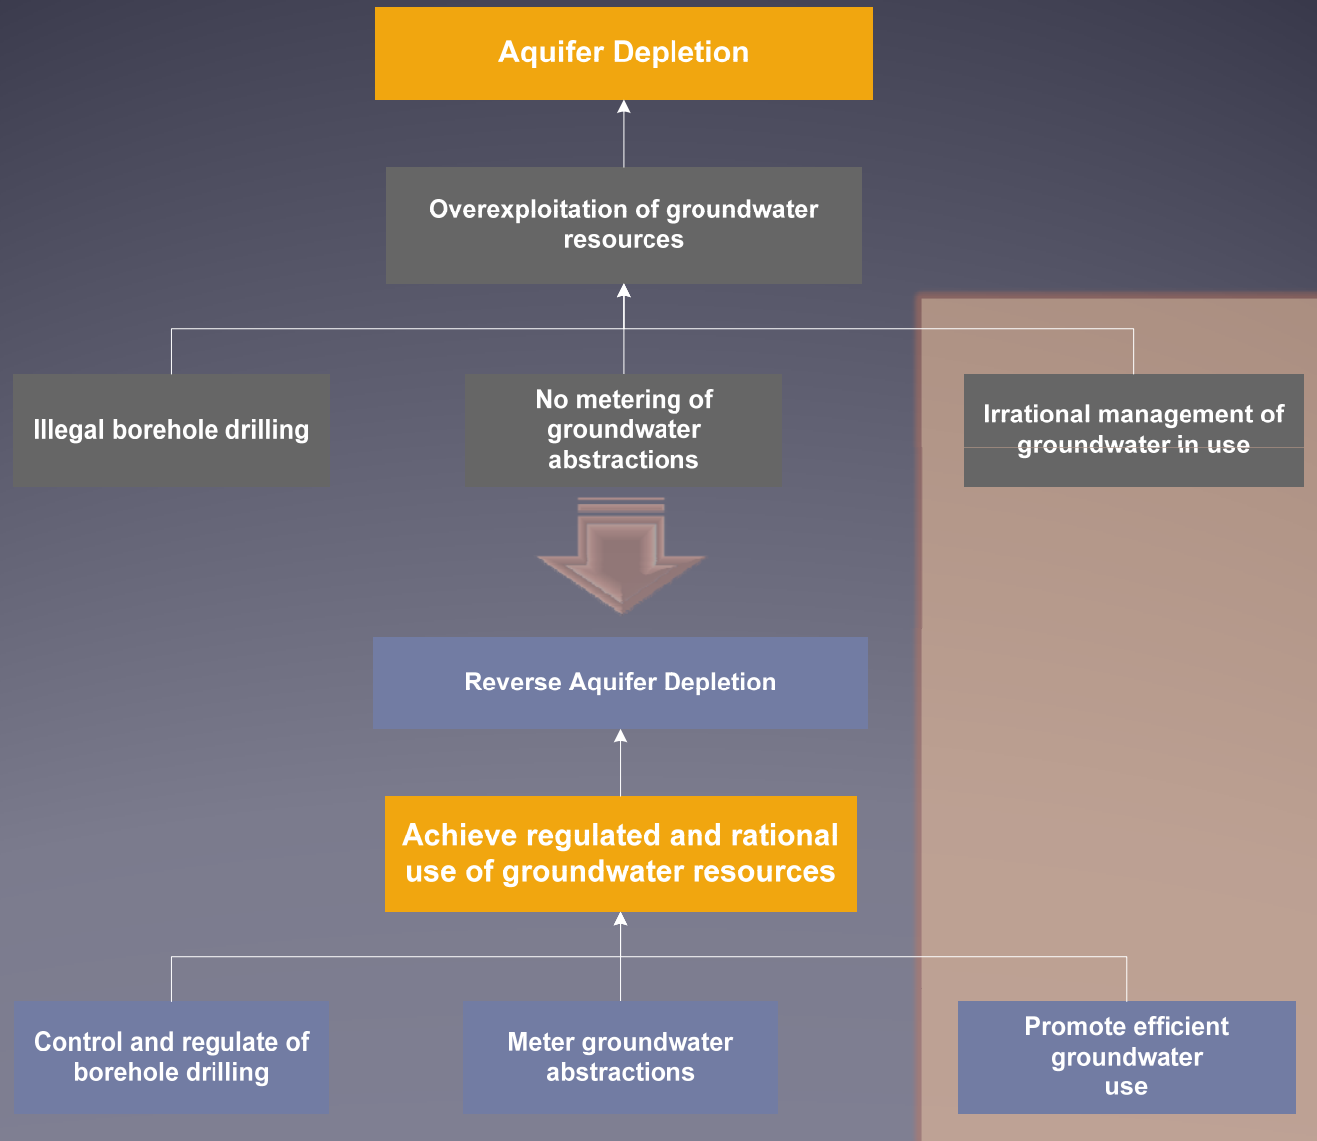 Aquifer Depletion
Overexploitation of groundwater
resources
Illegal borehole drilling
No metering of
groundwater
abstractions
Irrational management of
groundwater in use
Reverse Aquifer Depletion
Achieve regulated and rational
use of groundwater resources
Control and regulate of
borehole drilling
Meter groundwater
abstractions
Promote efficient
groundwater
use